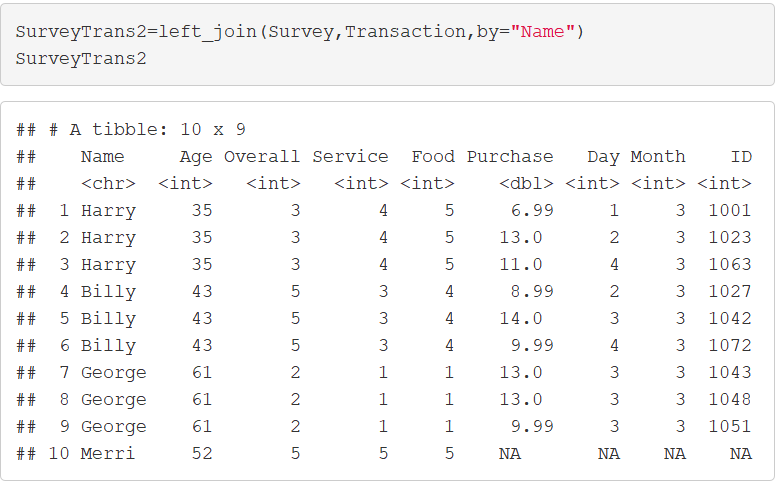 SurveyTrans2=left_join(Survey,Transaction,by="Name")
SurveyTrans2
## # A tibble: 10 x 9
##    Name     Age Overall Service  Food Purchase   Day Month    ID
##    <chr>  <int>   <int>   <int> <int>    <dbl> <int> <int> <int>
##  1 Harry     35       3       4     5     6.99     1     3  1001
##  2 Harry     35       3       4     5    13.0      2     3  1023
##  3 Harry     35       3       4     5    11.0      4     3  1063
##  4 Billy     43       5       3     4     8.99     2     3  1027
##  5 Billy     43       5       3     4    14.0      3     3  1042
##  6 Billy     43       5       3     4     9.99     4     3  1072
##  7 George    61       2       1     1    13.0      3     3  1043
##  8 George    61       2       1     1    13.0      3     3  1048
##  9 George    61       2       1     1     9.99     3     3  1051
## 10 Merri     52       5       5     5    NA       NA    NA    NA